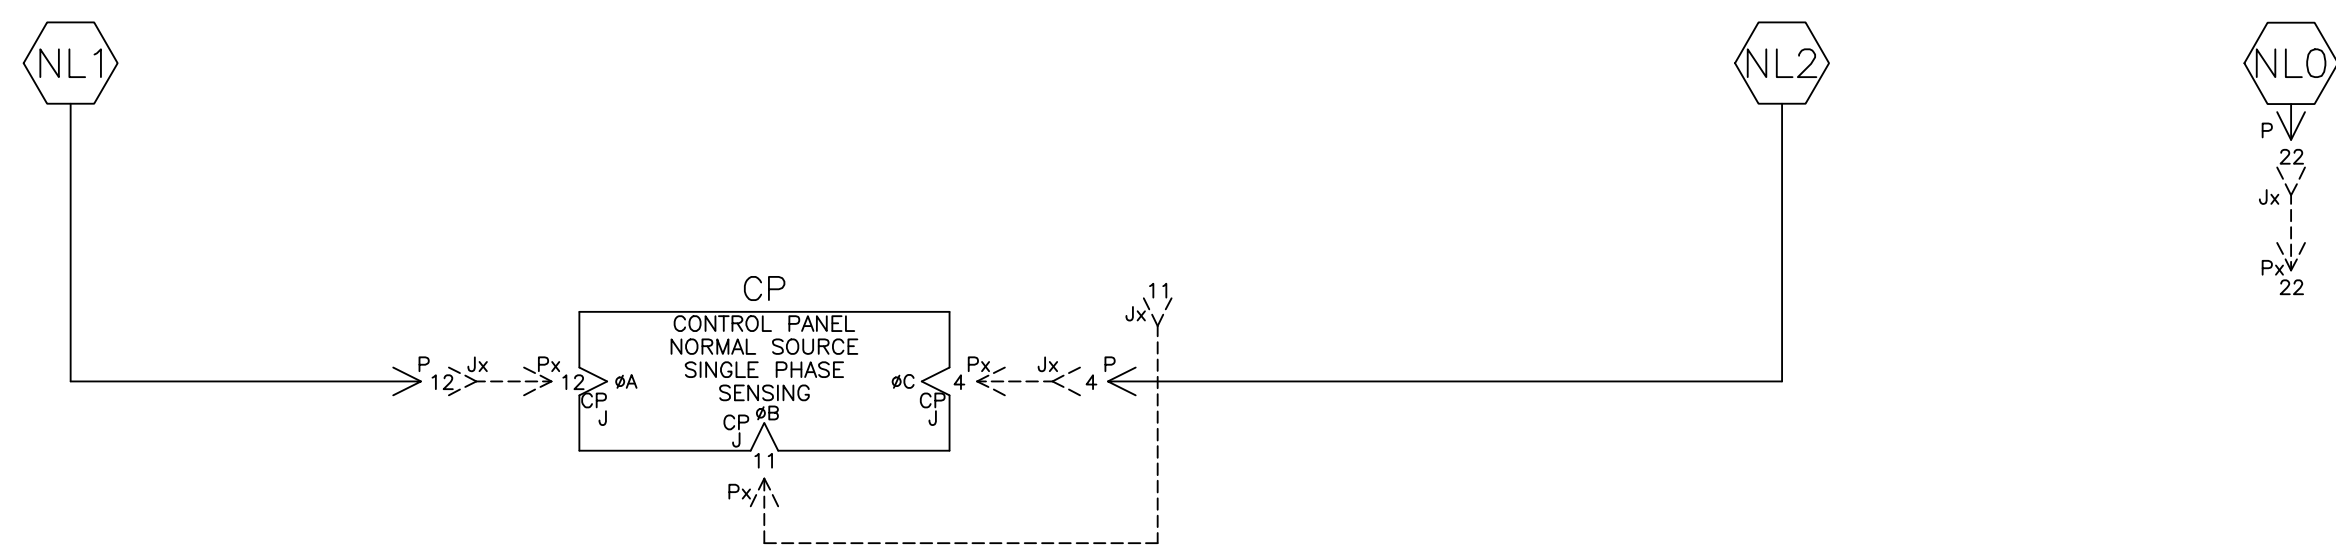 NL1
NL2
NL0
P
22
Jx
Px
22
CP
CONTROL PANEL
NORMAL SOURCE
SINGLE PHASE
SENSING
11
Jx
P
12
Jx
Px
12
øA
CP
J
øC
4
Px
Jx
4
P
CP
J
øB
CP
J
11
Px